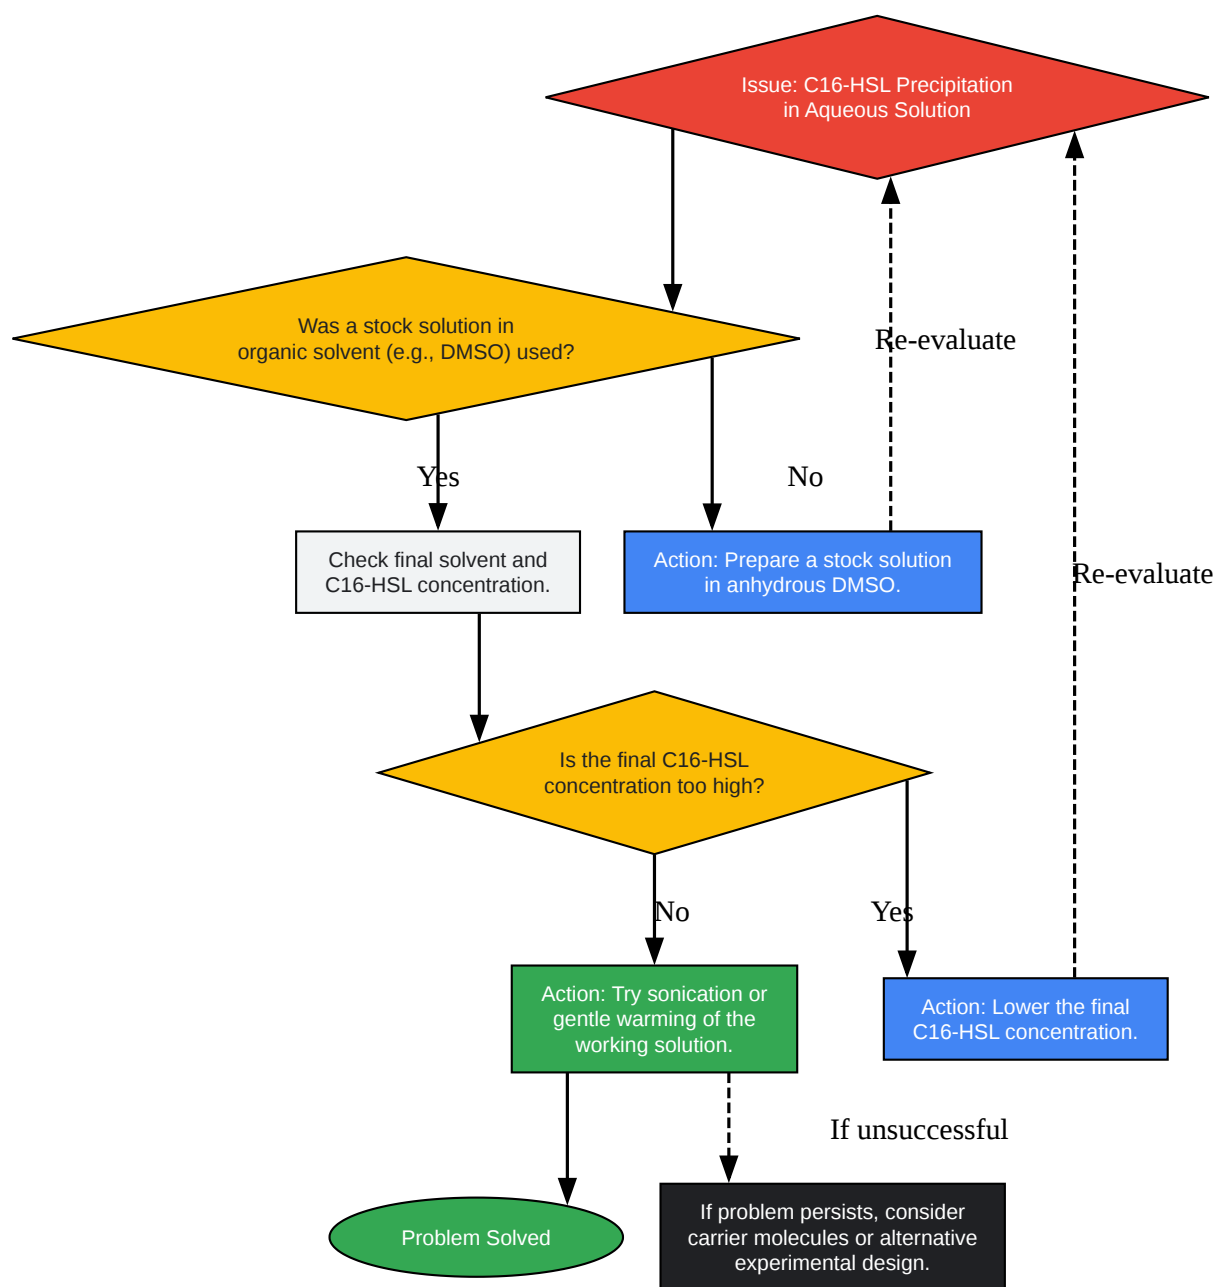 Issue: C16-HSL Precipitation
in Aqueous Solution
Was a stock solution in
organic solvent (e.g., DMSO) used?
Re-evaluate
Yes
No
Check final solvent and
C16-HSL concentration.
Action: Prepare a stock solution
in anhydrous DMSO.
Re-evaluate
Is the final C16-HSL
concentration too high?
No
Yes
Action: Try sonication or
gentle warming of the
working solution.
Action: Lower the final
C16-HSL concentration.
If unsuccessful
Problem Solved
If problem persists, consider
carrier molecules or alternative
experimental design.